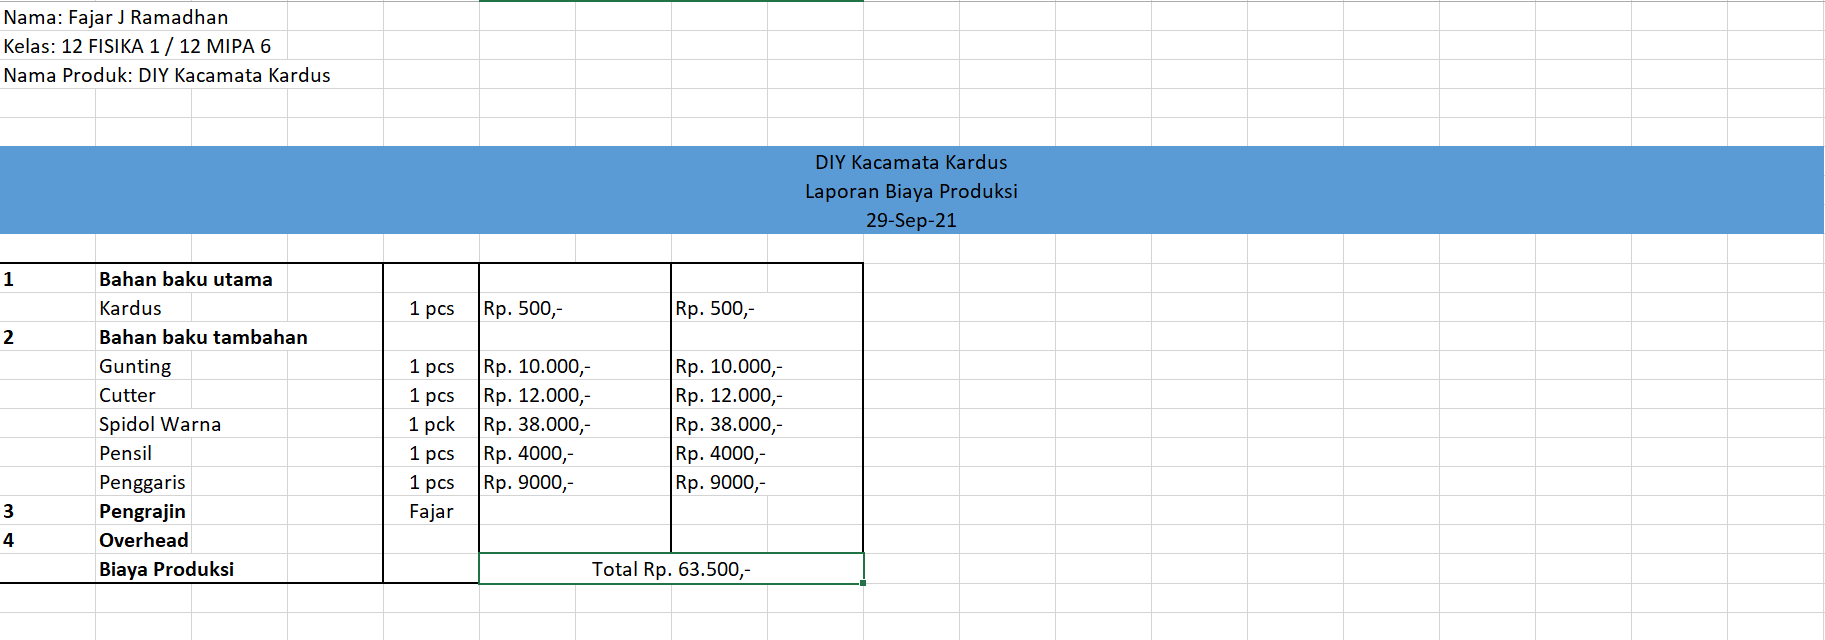 Nama: Fajar J Ramadhan
Kelas: 12 FISIKA 1 / 12 MIPA 6
Nama Produk: DIY Kacamata Kardus
DIY Kacamata Kardus
Laporan Biaya Produksi
29-Sep-21
1 Bahan baku utama
Kardus 1 pcs Rp. 500,- Rp. 500,-
2 Bahan baku tambahan
Gunting 1 pcs Rp. 10.000,- Rp. 10.000,-
Cutter 1 pcs Rp. 12.000,- Rp. 12.000,-
Spidol Warna 1 pck Rp. 38.000,- Rp. 38.000,-
Pensil 1 pcs Rp. 4000,- Rp. 4000,-
Penggaris 1 pcs Rp. 9000,- Rp. 9000,-
3 Pengrajin Fajar
4 Overhead
Biaya Produksi Total Rp. 63.500,-